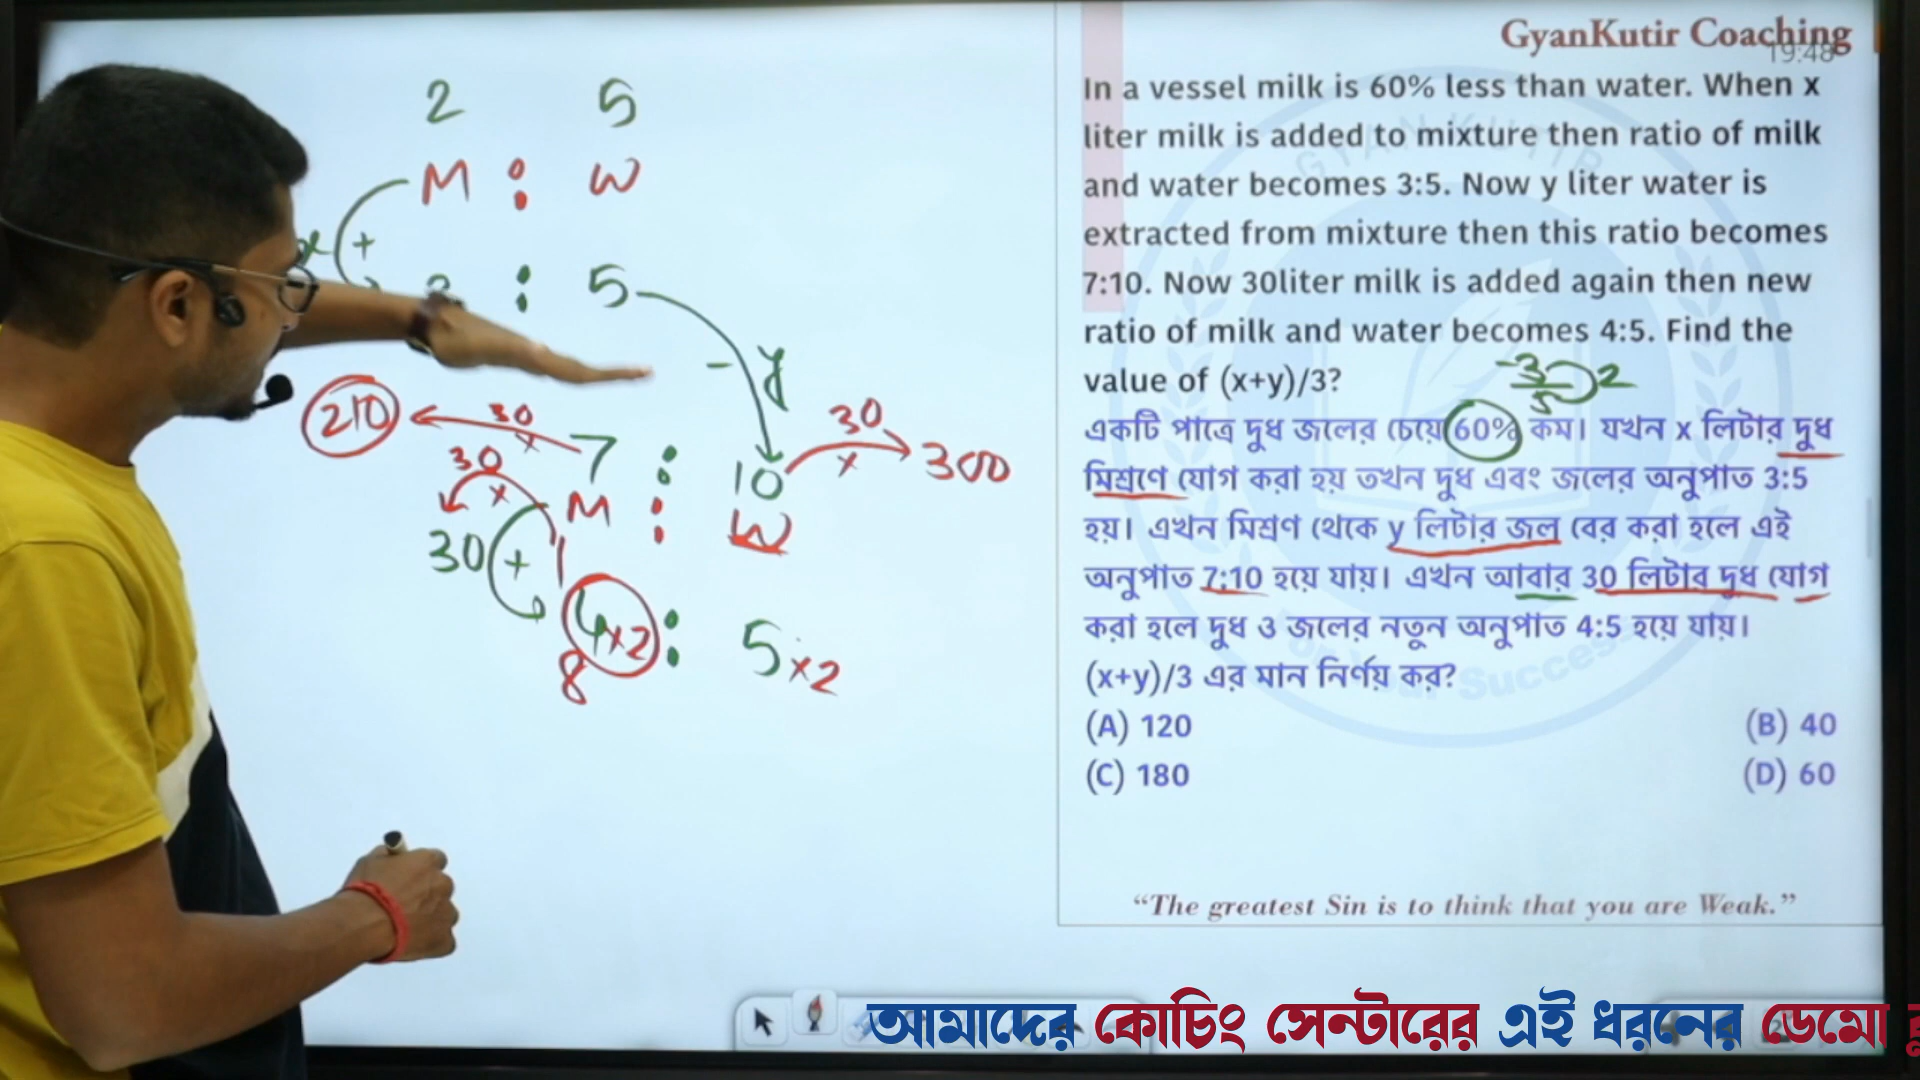 GyanKutir Coaching
19:48
In a vessel milk is 60% less than water. When x
liter milk is added to mixture then ratio of milk
and water becomes 3:5. Now y liter water is
extracted from mixture then this ratio becomes
7:10. Now 30liter milk is added again then new
ratio of milk and water becomes 4:5. Find the
value of (x+y)/3?
-3/5 2
একটি পাত্রে দুধ জলের চেয়ে 60% কম। যখন x লিটার দুধ
মিশ্রণে যোগ করা হয় তখন দুধ এবং জলের অনুপাত 3:5
হয়। এখন মিশ্রণ থেকে y লিটার জল বের করা হলে এই
অনুপাত 7:10 হয়ে যায়। এখন আবার 30 লিটার দুধ যোগ
করা হলে দুধ ও জলের নতুন অনুপাত 4:5 হয়ে যায়।
(x+y)/3 এর মান নির্ণয় কর?
(A) 120 (B) 40
(C) 180 (D) 60
“The greatest Sin is to think that you are Weak.”
2 5
M : W
x +
: 5
- y
210 30 x 7 : 10 30 x 300
30 x M : W
30 + 1
4x2 : 5x2
8
আমাদের কোচিং সেন্টারের এই ধরনের ডেমো